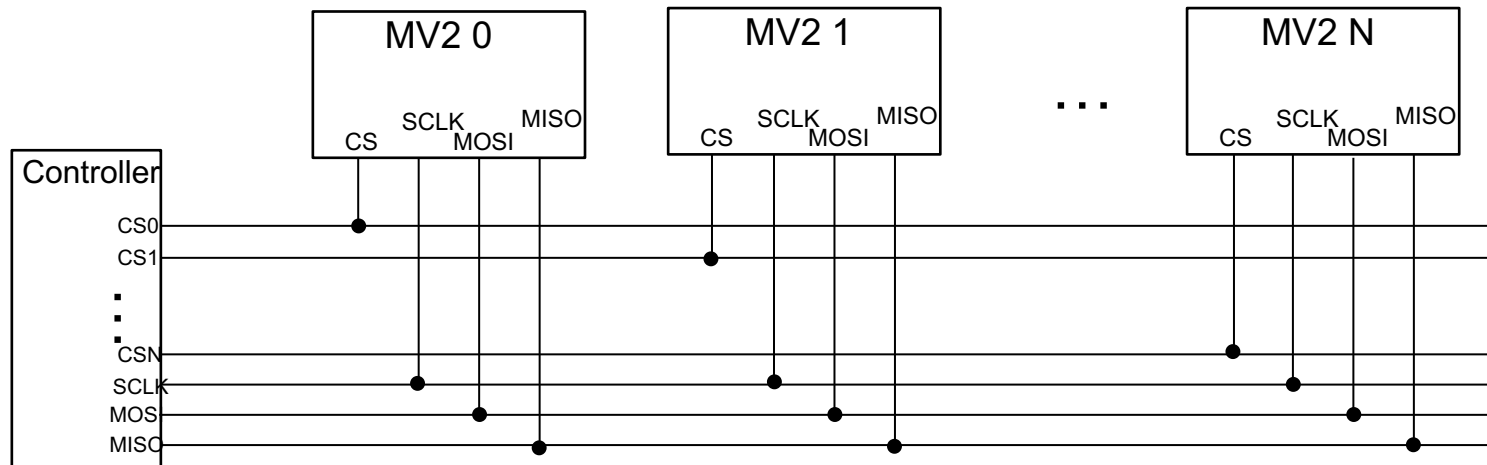 MV2 0
MV2 1
MV2 N
SCLK
MISO
CS
MOSI
SCLK
MISO
CS
MOSI
...
SCLK
MISO
CS
MOSI
Controller
CS0
CS1
CSN
SCLK
MOSI
MISO